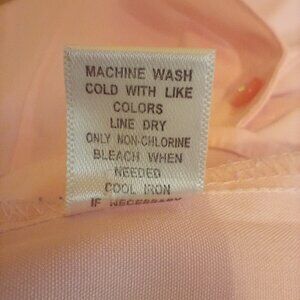 MACHINE WASH
COLD WITH LIKE
COLORS
LINE DRY
ONLY NON-CHLORINE
BLEACH WHEN
NEEDED
COOL IRON
IF NECESSARY